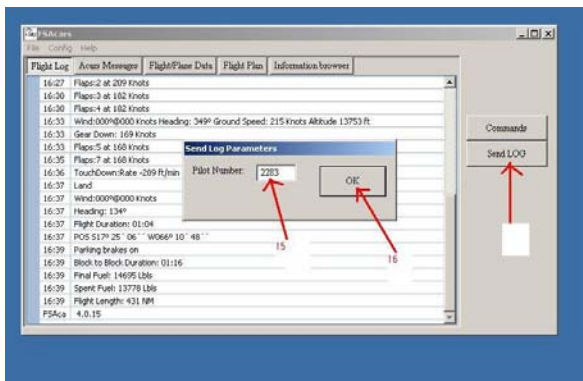 FSAcars
File Config Help
Flight Log Acars Messages Flight/Plane Data Flight Plan Information browser
16:27 Flaps:2 at 209 Knots
16:30 Flaps:3 at 182 Knots
16:30 Flaps:4 at 182 Knots
16:33 Wind:000º@000 Knots Heading: 349º Ground Speed: 215 Knots Altitude 13753 ft
16:33 Gear Down: 169 Knots
16:33 Flaps:5 at 168 Knots
16:35 Flaps:7 at 168 Knots
16:36 TouchDown:Rate -289 ft/min
16:37 Land
16:37 Wind:000º@000 Knots
16:37 Heading: 134º
16:37 Flight Duration: 01:04
16:37 POS S17º 25´ 06´´ W066º 10´ 48´´
16:39 Parking brakes on
16:39 Block to Block Duration: 01:16
16:39 Final Fuel: 14695 Lbls
16:39 Spent Fuel: 13778 Lbls
16:39 Flight Length: 431 NM
FSAca 4.0.15
Send Log Parameters
Pilot Number: 2283
OK
15
16
Commands
Send LOG